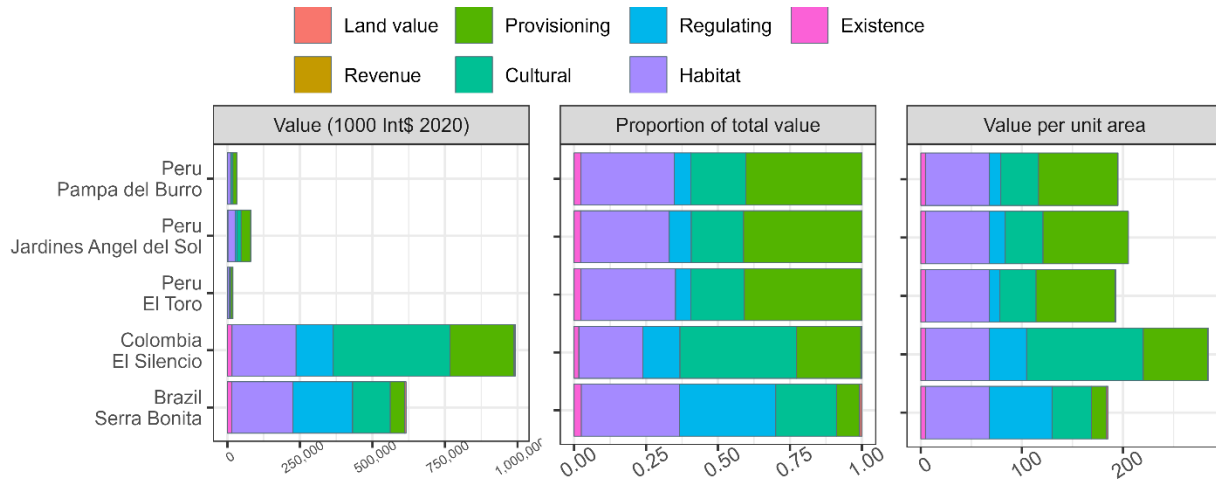 Land value Provisioning Regulating Existence
Revenue Cultural Habitat
Value (1000 Int$ 2020) Proportion of total value Value per unit area
Peru
Pampa del Burro
Peru
Jardines Angel del Sol
Peru
El Toro
Colombia
El Silencio
Brazil
Serra Bonita
0 250,000 500,000 750,000 1,000,000 0.00 0.25 0.50 0.75 1.00 0 100 200